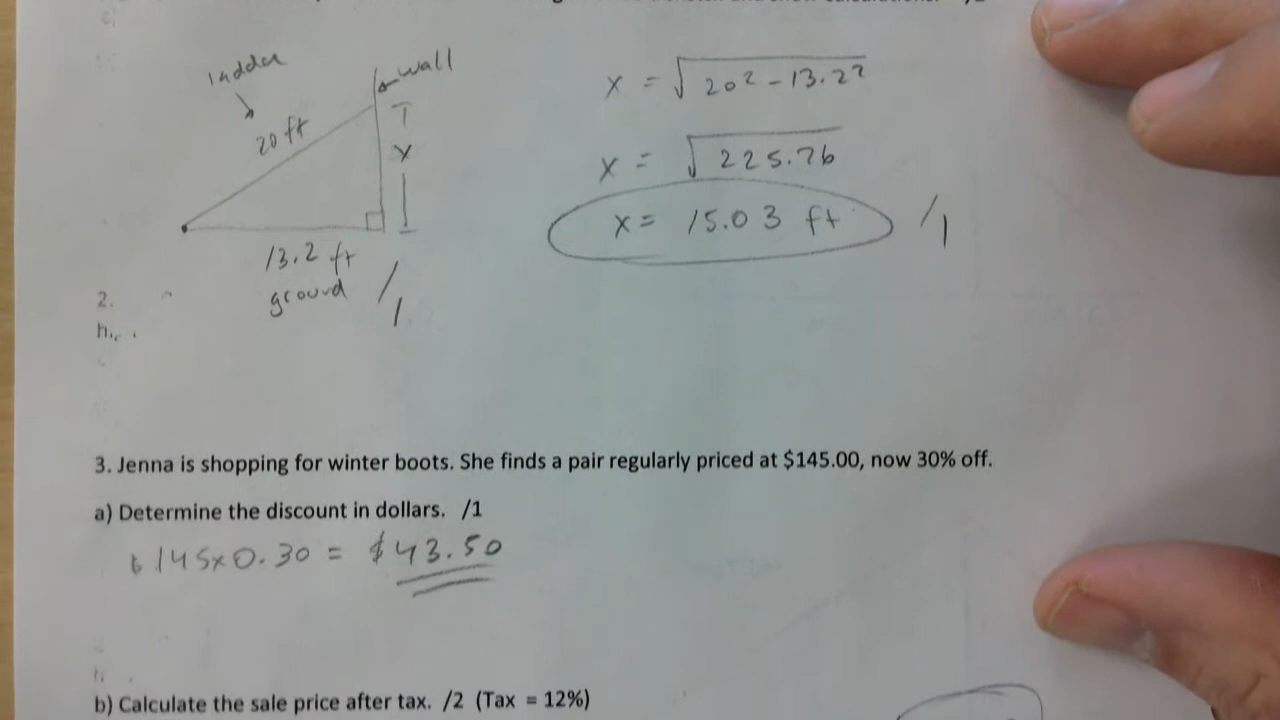 ladder
wall
20 ft
x
13.2 ft
ground /1
x = √20² - 13.2²
x = √225.76
x = 15.03 ft /1
2.
3. Jenna is shopping for winter boots. She finds a pair regularly priced at $145.00, now 30% off.
a) Determine the discount in dollars. /1
$145x0.30 = $43.50
b) Calculate the sale price after tax. /2 (Tax = 12%)